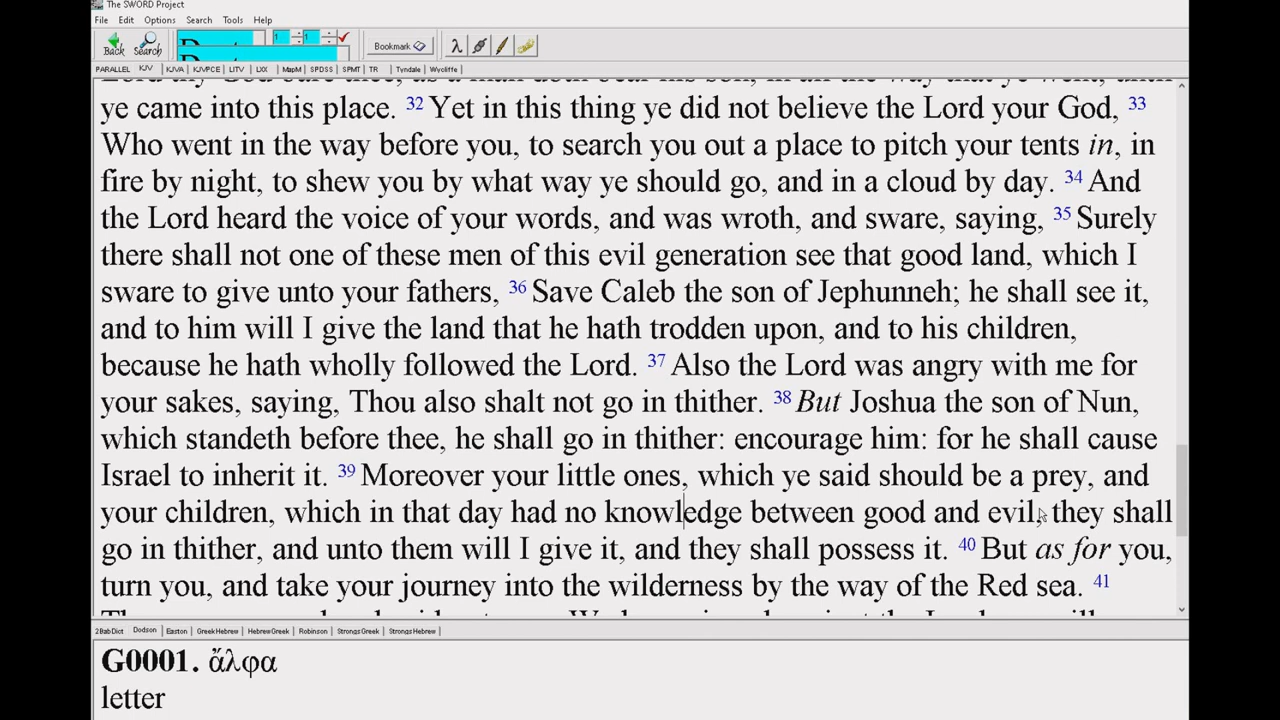 The SWORD Project
File Edit Options Search Help
Back Search 1 1 Bookmark λ
PARALLEL KJV KJVA KJVPCE LITV LXX MapM SPDSS SPMT TR Tyndale Wycliffe
ye came into this place. 32 Yet in this thing ye did not believe the Lord your God, 33
Who went in the way before you, to search you out a place to pitch your tents in, in
fire by night, to shew you by what way ye should go, and in a cloud by day. 34 And
the Lord heard the voice of your words, and was wroth, and sware, saying, 35 Surely
there shall not one of these men of this evil generation see that good land, which I
sware to give unto your fathers, 36 Save Caleb the son of Jephunneh; he shall see it,
and to him will I give the land that he hath trodden upon, and to his children,
because he hath wholly followed the Lord. 37 Also the Lord was angry with me for
your sakes, saying, Thou also shalt not go in thither. 38 But Joshua the son of Nun,
which standeth before thee, he shall go in thither: encourage him: for he shall cause
Israel to inherit it. 39 Moreover your little ones, which ye said should be a prey, and
your children, which in that day had no knowledge between good and evil, they shall
go in thither, and unto them will I give it, and they shall possess it. 40 But as for you,
turn you, and take your journey into the wilderness by the way of the Red sea. 41
2BabDict Dodson Easton GreekHebrew HebrewGreek Robinson StrongsGreek StrongsHebrew
G0001. ἄλφα
letter